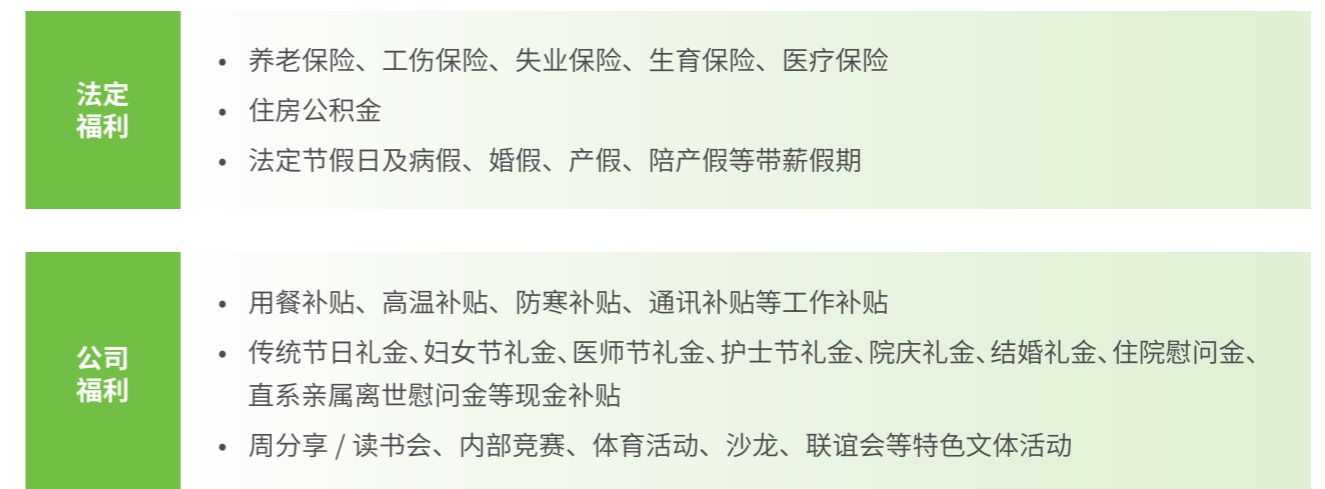 法定
福利
• 养老保险、工伤保险、失业保险、生育保险、医疗保险
• 住房公积金
• 法定节假日及病假、婚假、产假、陪产假等带薪假期
公司
福利
• 用餐补贴、高温补贴、防寒补贴、通讯补贴等工作补贴
• 传统节日礼金、妇女节礼金、医师节礼金、护士节礼金、院庆礼金、结婚礼金、住院慰问金、
直系亲属离世慰问金等现金补贴
• 周分享 / 读书会、内部竞赛、体育活动、沙龙、联谊会等特色文体活动